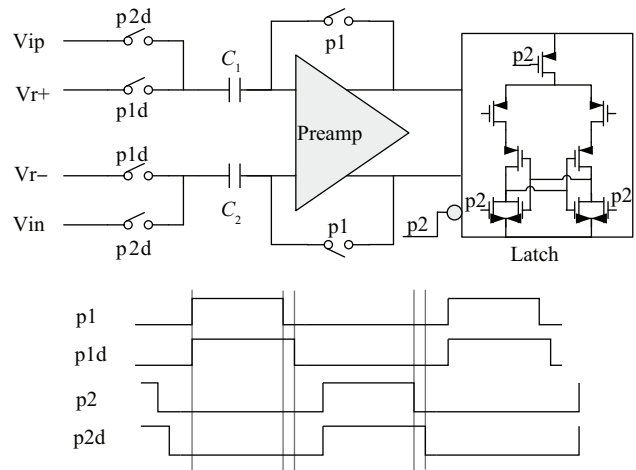 p2d
Vip
p1
C1
Vr+
p1d
p2
Preamp
p1d
Vr−
Vin
p2d
C2
p1
p2
p2
p2
Latch
p1
p1d
p2
p2d